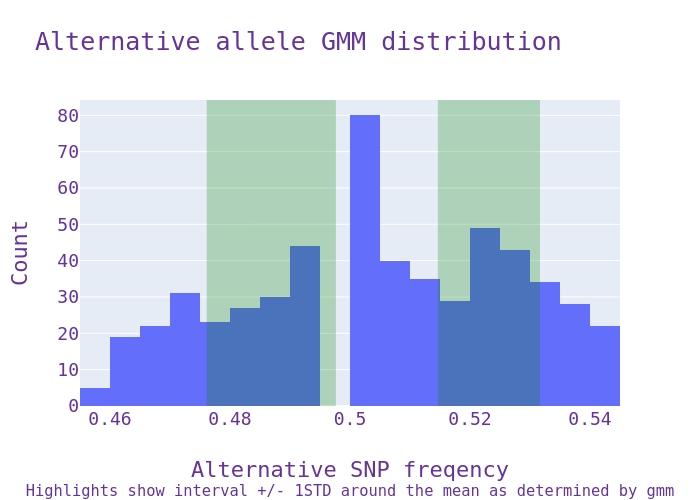 Alternative allele GMM distribution
80
70
60
50
40
30
20
10
0
Count
0.46 0.48 0.5 0.52 0.54
Alternative SNP freqency
Highlights show interval +/- 1STD around the mean as determined by gmm